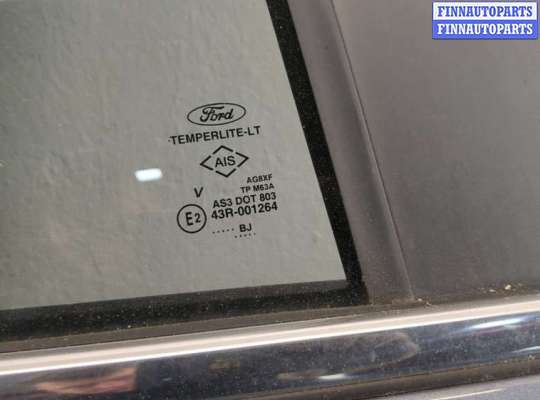 FINNAUTOPARTS
FINNAUTOPARTS
Ford
TEMPERLITE-LT
AIS
AG8XF
V TP M63A
AS3 DOT 803
E2 43R-001264
..... BJ .....